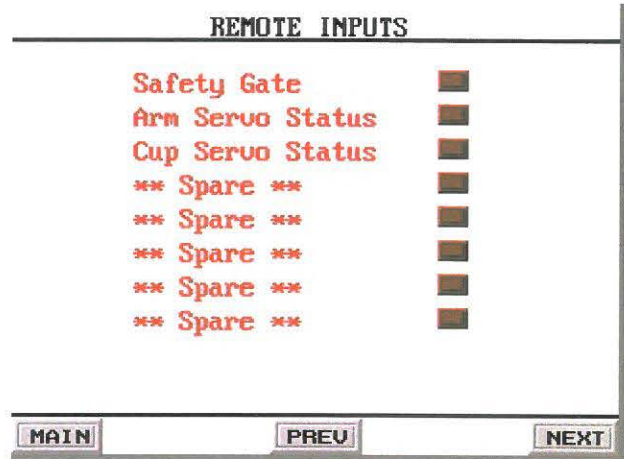 REMOTE INPUTS
Safety Gate
Arm Servo Status
Cup Servo Status
** Spare **
** Spare **
** Spare **
** Spare **
** Spare **
MAIN PREV NEXT